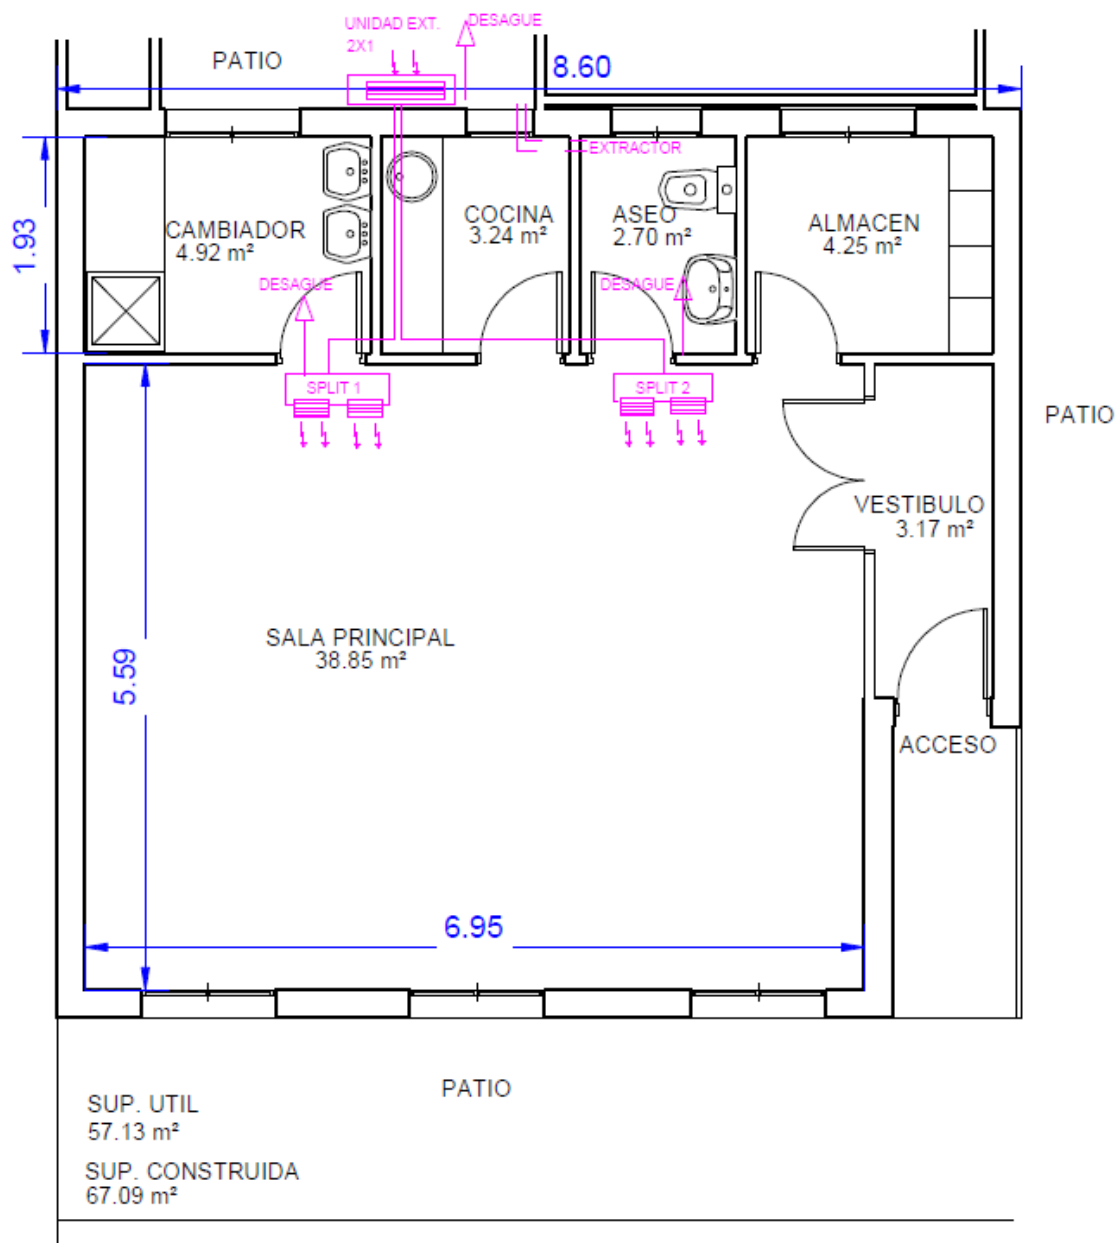 UNIDAD EXT.
2X1
DESAGUE
PATIO
8.60
EXTRACTOR
1.93
CAMBIADOR
4.92 m²
COCINA
3.24 m²
ASEO
2.70 m²
ALMACEN
4.25 m²
DESAGUE
DESAGUE
SPLIT 1
SPLIT 2
PATIO
VESTIBULO
3.17 m²
SALA PRINCIPAL
38.85 m²
5.59
ACCESO
6.95
PATIO
SUP. UTIL
57.13 m²
SUP. CONSTRUIDA
67.09 m²